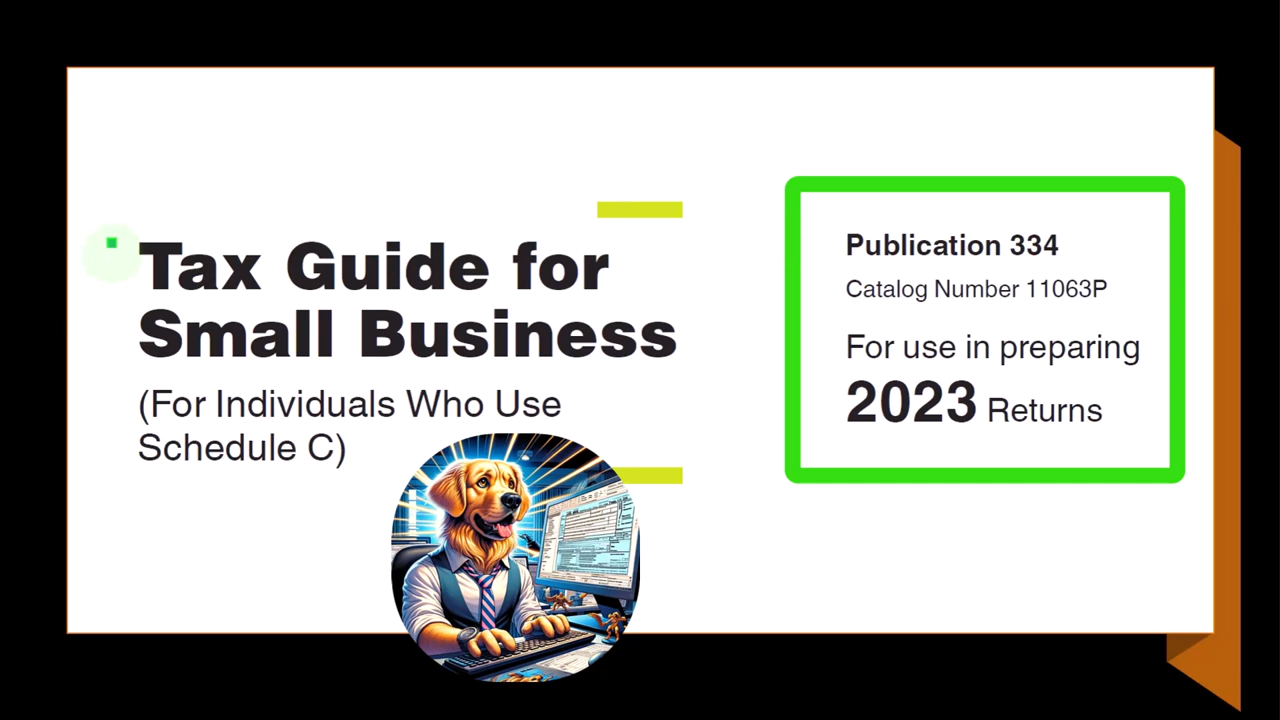 Tax Guide for
Small Business
(For Individuals Who Use
Schedule C)
Publication 334
Catalog Number 11063P
For use in preparing
2023 Returns